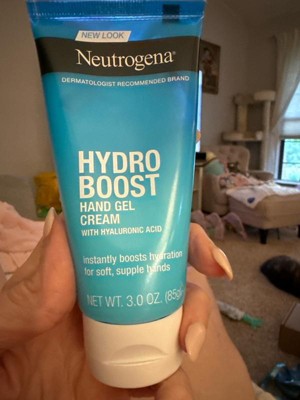 NEW LOOK
Neutrogena®
DERMATOLOGIST RECOMMENDED BRAND
HYDRO
BOOST
HAND GEL
CREAM
WITH HYALURONIC ACID
instantly boosts hydration
for soft, supple hands
NET WT. 3.0 OZ. (85g)